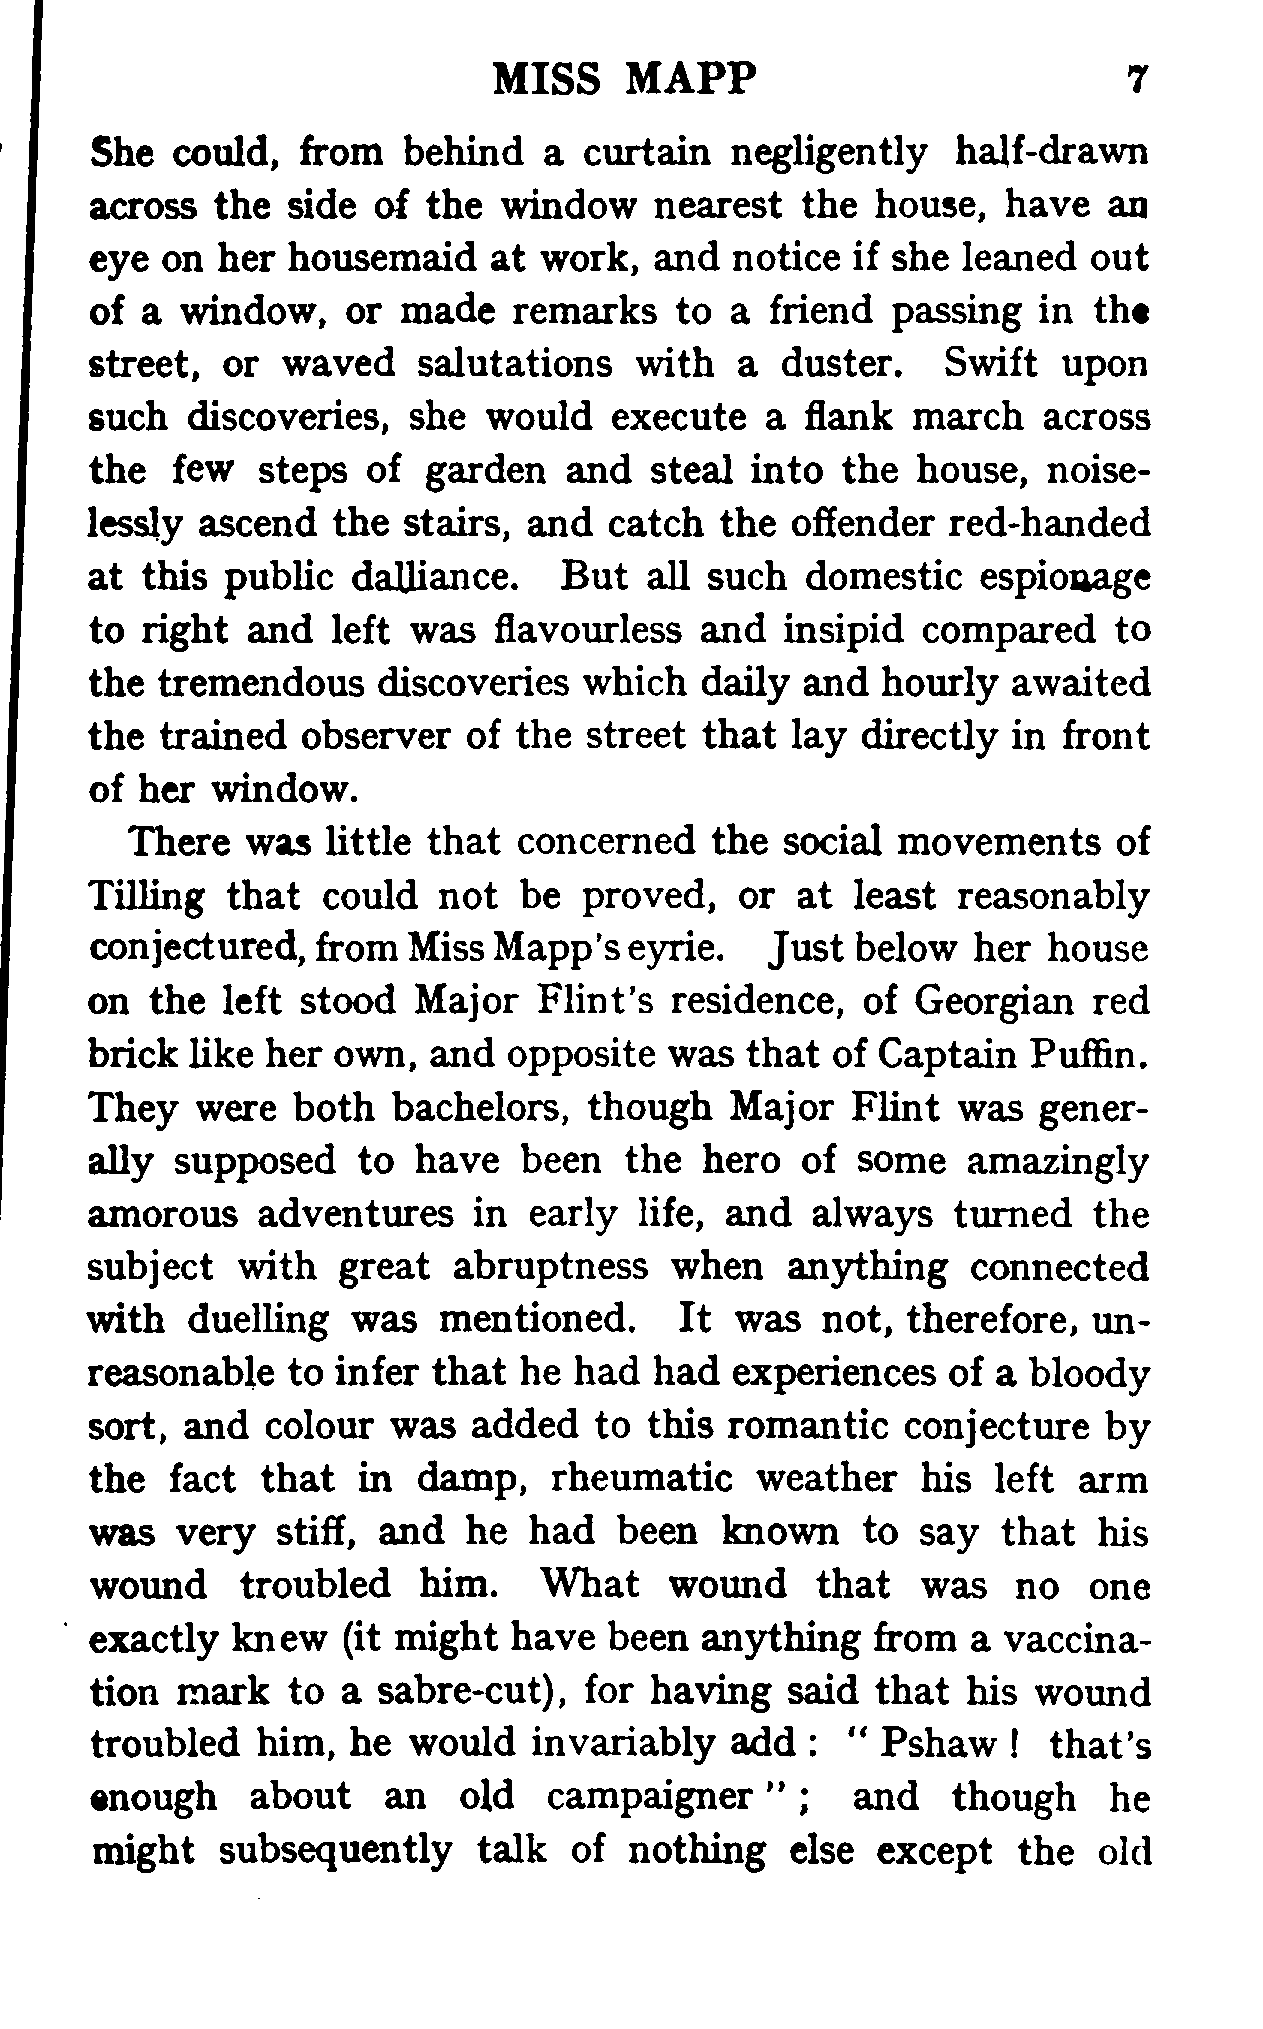 MISS MAPP 7
She could, from behind a curtain negligently half-drawn
across the side of the window nearest the house, have an
eye on her housemaid at work, and notice if she leaned out
of a window, or made remarks to a friend passing in the
street, or waved salutations with a duster. Swift upon
such discoveries, she would execute a flank march across
the few steps of garden and steal into the house, noise-
lessly ascend the stairs, and catch the offender red-handed
at this public dalliance. But all such domestic espionage
to right and left was flavourless and insipid compared to
the tremendous discoveries which daily and hourly awaited
the trained observer of the street that lay directly in front
of her window.
There was little that concerned the social movements of
Tilling that could not be proved, or at least reasonably
conjectured, from Miss Mapp's eyrie. Just below her house
on the left stood Major Flint's residence, of Georgian red
brick like her own, and opposite was that of Captain Puffin.
They were both bachelors, though Major Flint was gener-
ally supposed to have been the hero of some amazingly
amorous adventures in early life, and always turned the
subject with great abruptness when anything connected
with duelling was mentioned. It was not, therefore, un-
reasonable to infer that he had had experiences of a bloody
sort, and colour was added to this romantic conjecture by
the fact that in damp, rheumatic weather his left arm
was very stiff, and he had been known to say that his
wound troubled him. What wound that was no one
exactly knew (it might have been anything from a vaccina-
tion mark to a sabre-cut), for having said that his wound
troubled him, he would invariably add : " Pshaw ! that's
enough about an old campaigner " ; and though he
might subsequently talk of nothing else except the old